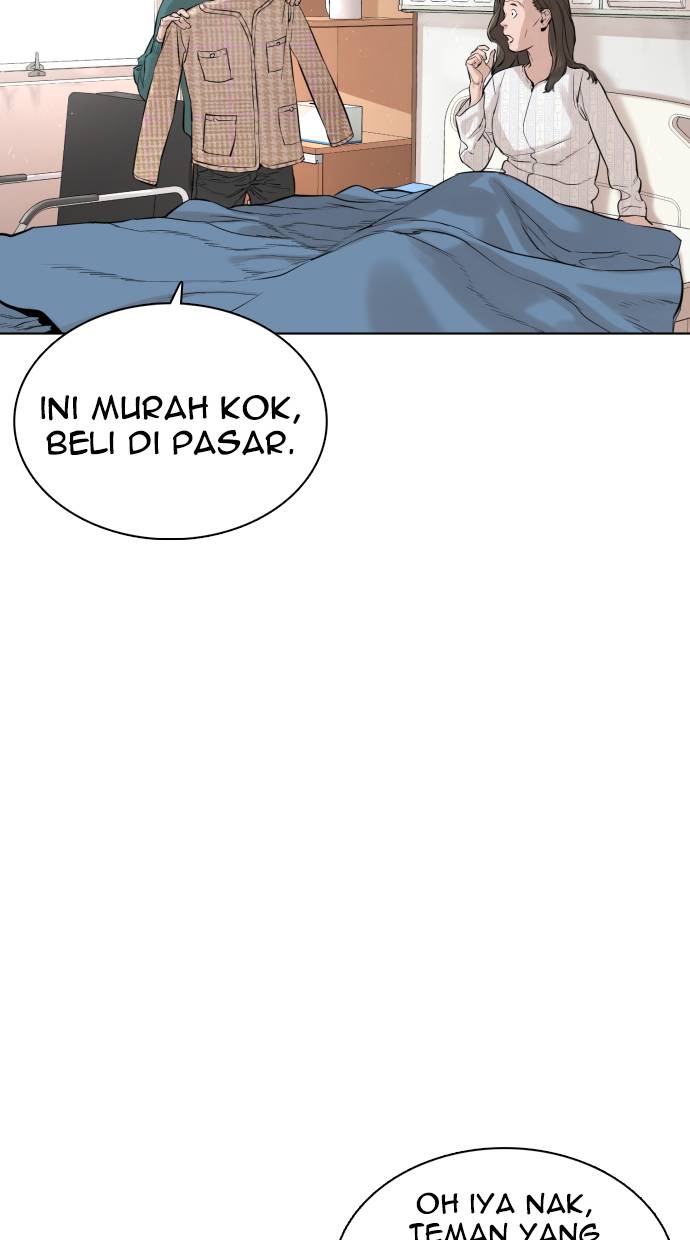 INI MURAH KOK,
BELI DI PASAR.
OH IYA NAK,
TEMAN YANG